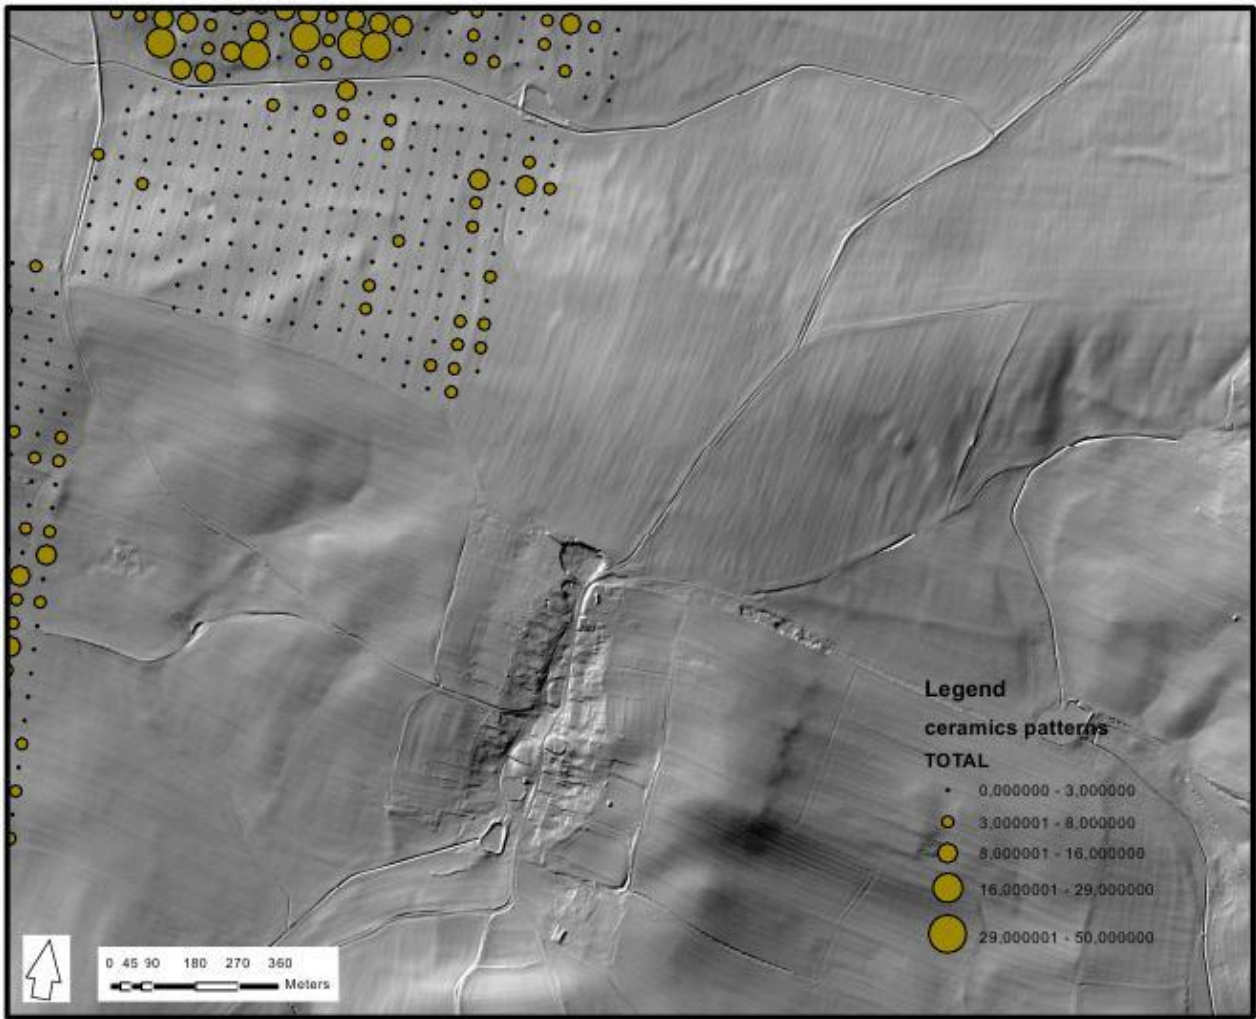 Legend
ceramics patterns
TOTAL
0,000000 - 3,000000
3,000001 - 8,000000
8,000001 - 16,000000
16,000001 - 29,000000
29,000001 - 50,000000
0 45 90 180 270 360
Meters